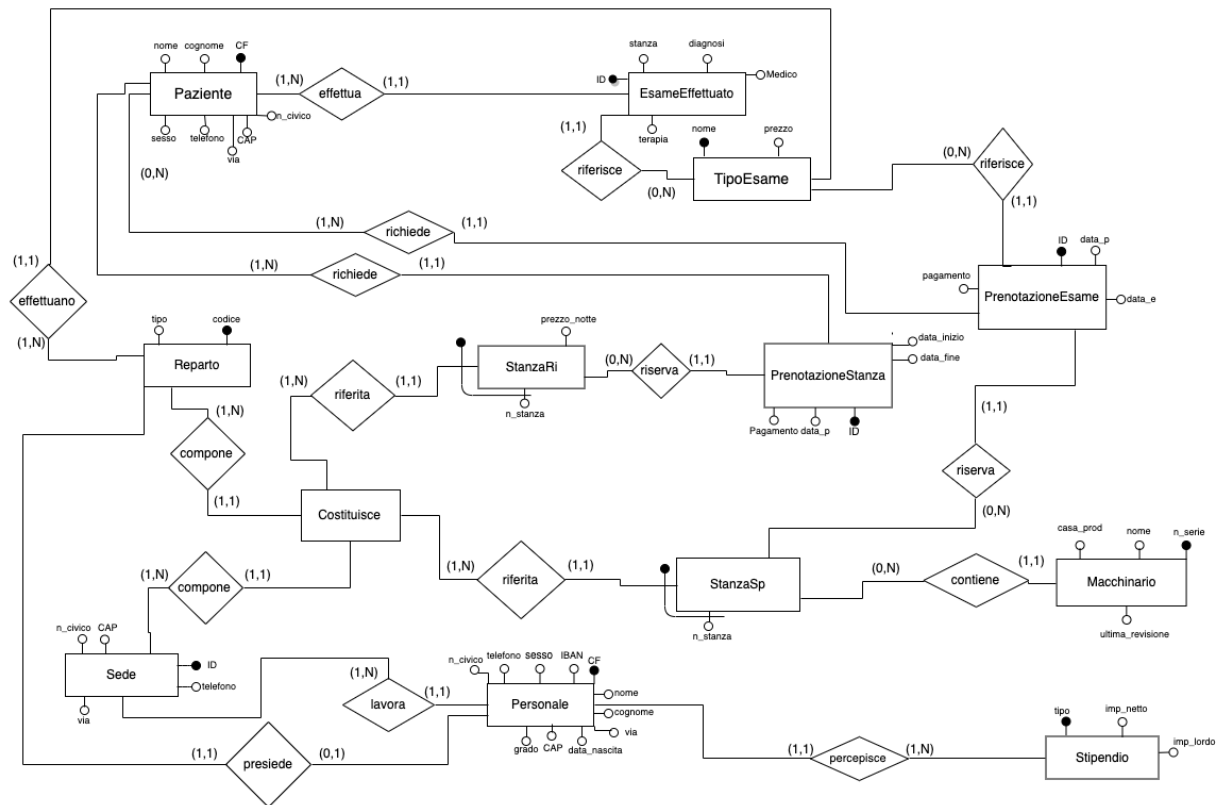 nome cognome CF
stanza diagnosi
(1,N) (1,1)
ID Medico
Paziente effettua EsameEffettuato
n_civico
sesso telefono CAP
via
terapia
(1,1)
nome prezzo
(0,N)
riferisce TipoEsame
(0,N)
(0,N)
riferisce
(1,1)
(1,N) richiede (1,1)
(1,N) richiede (1,1)
ID data_p
pagamento
PrenotazioneEsame data_e
(1,1)
effettuano
(1,N)
tipo codice
Reparto
prezzo_notte
StanzaRi
n_stanza
(0,N) riserva (1,1)
data_inizio
data_fine
PrenotazioneStanza
Pagamento data_p ID
(1,N) riferita (1,1)
(1,N)
compone
(1,1)
(1,1)
riserva
(0,N)
Costituisce
(1,N) compone (1,1)
(1,N) riferita (1,1)
StanzaSp
n_stanza
(0,N) contiene (1,1)
casa_prod nome n_serie
Macchinario
ultima_revisione
n_civico CAP
Sede ID
telefono
via
(1,N) lavora (1,1)
n_civico telefono sesso IBAN CF
Personale nome
cognome
via
grado CAP data_nascita
(1,1) presiede (0,1)
(1,1) percepisce (1,N)
tipo imp_netto
Stipendio imp_lordo